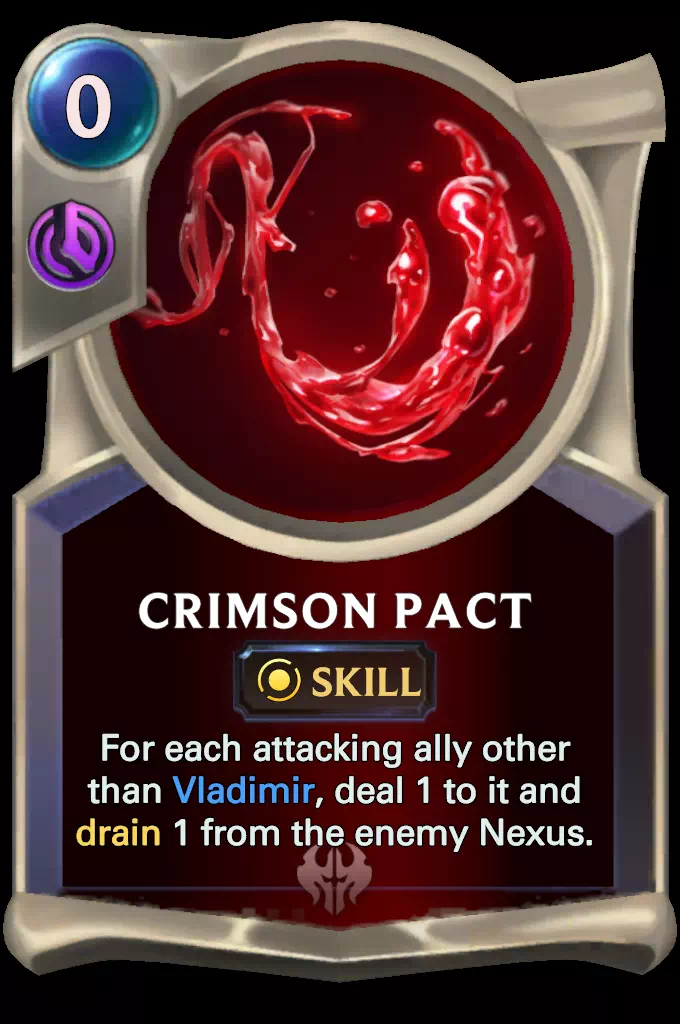 0
CRIMSON PACT
SKILL
For each attacking ally other
than Vladimir, deal 1 to it and
drain 1 from the enemy Nexus.